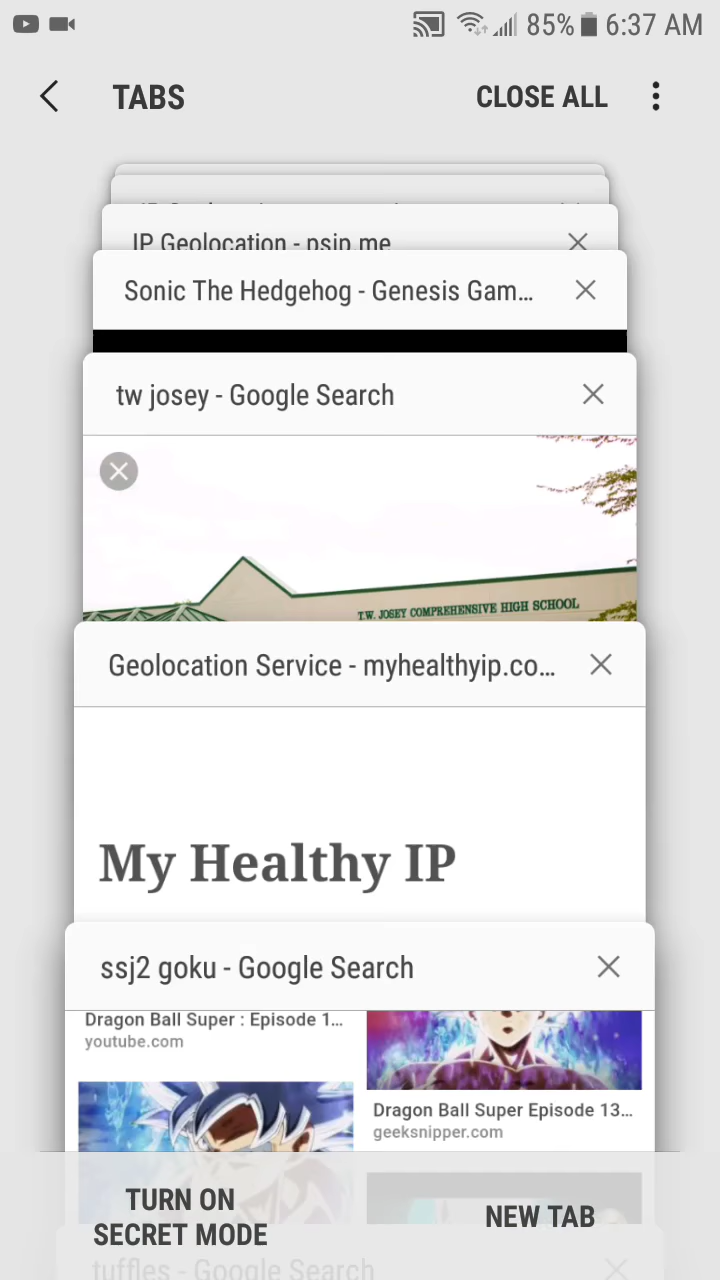 85% 6:37 AM
TABS CLOSE ALL
IP Geolocation - psip.me
Sonic The Hedgehog - Genesis Gam...
tw josey - Google Search
T.W. JOSEY COMPREHENSIVE HIGH SCHOOL
Geolocation Service - myhealthyip.co...
My Healthy IP
ssj2 goku - Google Search
Dragon Ball Super : Episode 1...
youtube.com
Dragon Ball Super Episode 13...
geeksnipper.com
TURN ON
SECRET MODE
NEW TAB
tuffles - Google Search